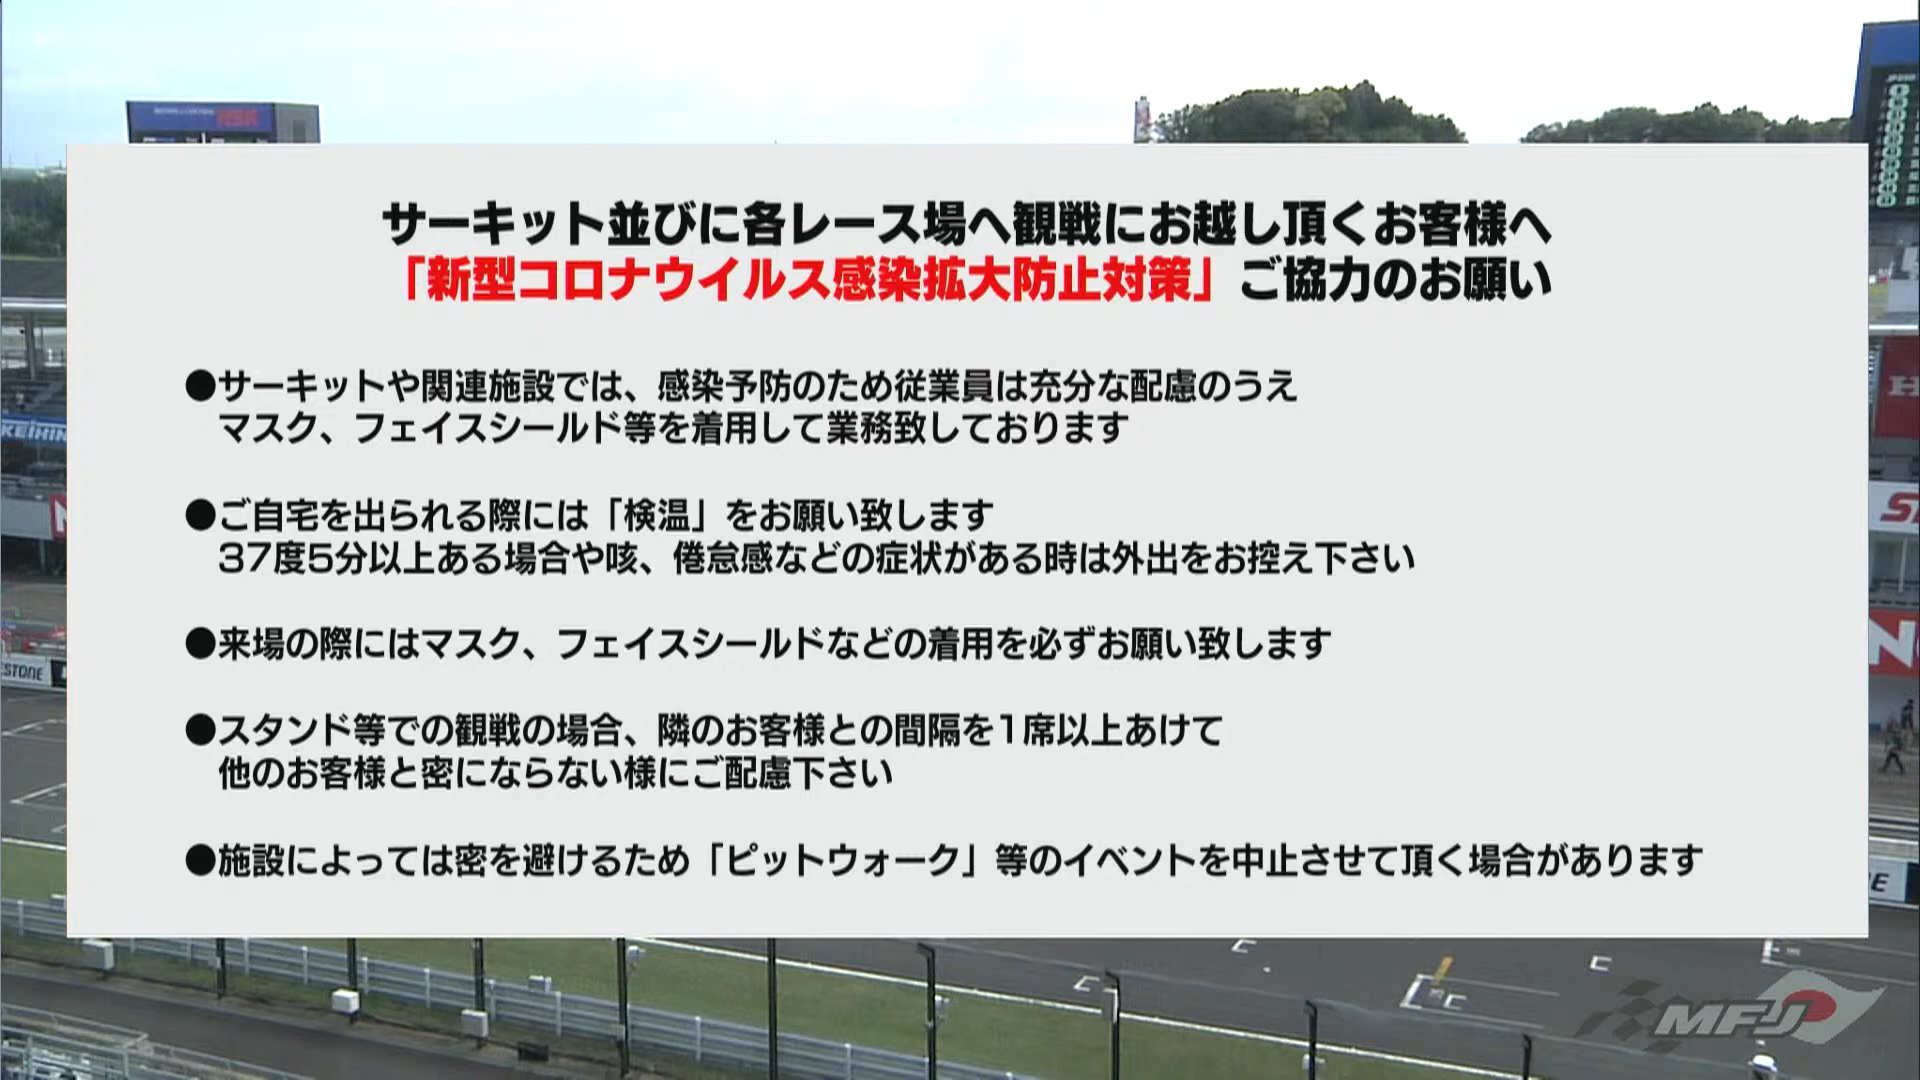 サーキット並びに各レース場へ観戦にお越し頂くお客様へ
「新型コロナウイルス感染拡大防止対策」ご協力のお願い
●サーキットや関連施設では、感染予防のため従業員は充分な配慮のうえ
マスク、フェイスシールド等を着用して業務致しております
●ご自宅を出られる際には「検温」をお願い致します
37度5分以上ある場合や咳、倦怠感などの症状がある時は外出をお控え下さい
●来場の際にはマスク、フェイスシールドなどの着用を必ずお願い致します
●スタンド等での観戦の場合、隣のお客様との間隔を1席以上あけて
他のお客様と密にならない様にご配慮下さい
●施設によっては密を避けるため「ピットウォーク」等のイベントを中止させて頂く場合があります
KEIHIN
MFJ